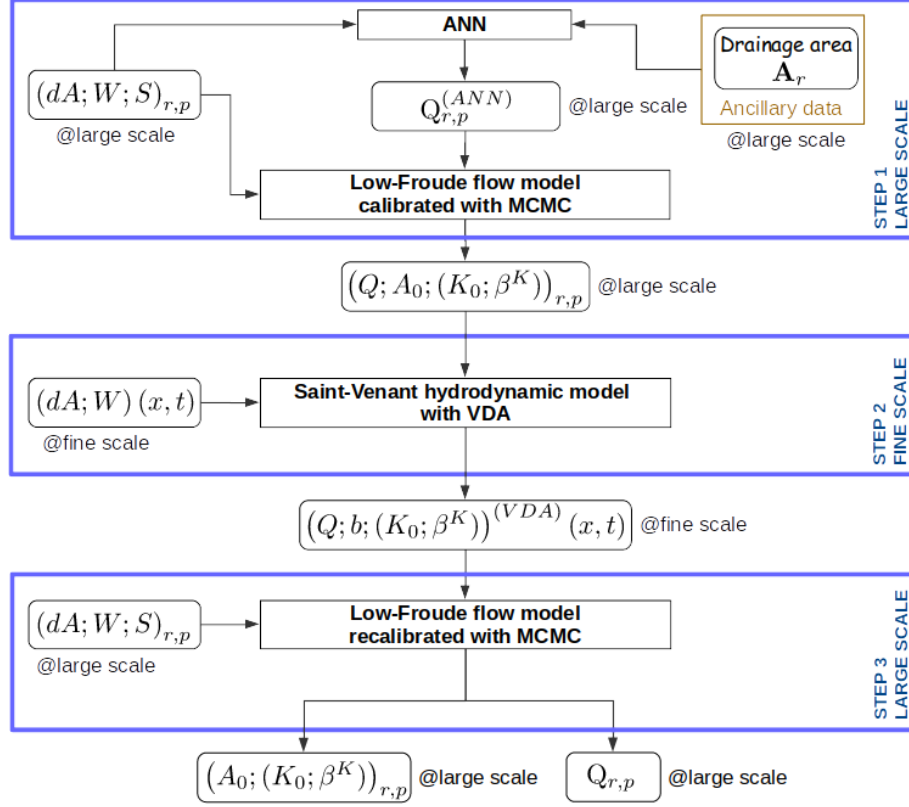 ANN
Drainage area
A_r
Ancillary data
@large scale
(dA; W; S)_{r,p}
@large scale
Q_{r,p}^{(ANN)}
@large scale
Low-Froude flow model
calibrated with MCMC
STEP 1
LARGE SCALE
(Q; A_0; (K_0; β^K))_{r,p}
@large scale
(dA; W) (x, t)
@fine scale
Saint-Venant hydrodynamic model
with VDA
STEP 2
FINE SCALE
(Q; b; (K_0; β^K))^{(VDA)} (x, t)
@fine scale
(dA; W; S)_{r,p}
@large scale
Low-Froude flow model
recalibrated with MCMC
STEP 3
LARGE SCALE
(A_0; (K_0; β^K))_{r,p}
@large scale
Q_{r,p}
@large scale